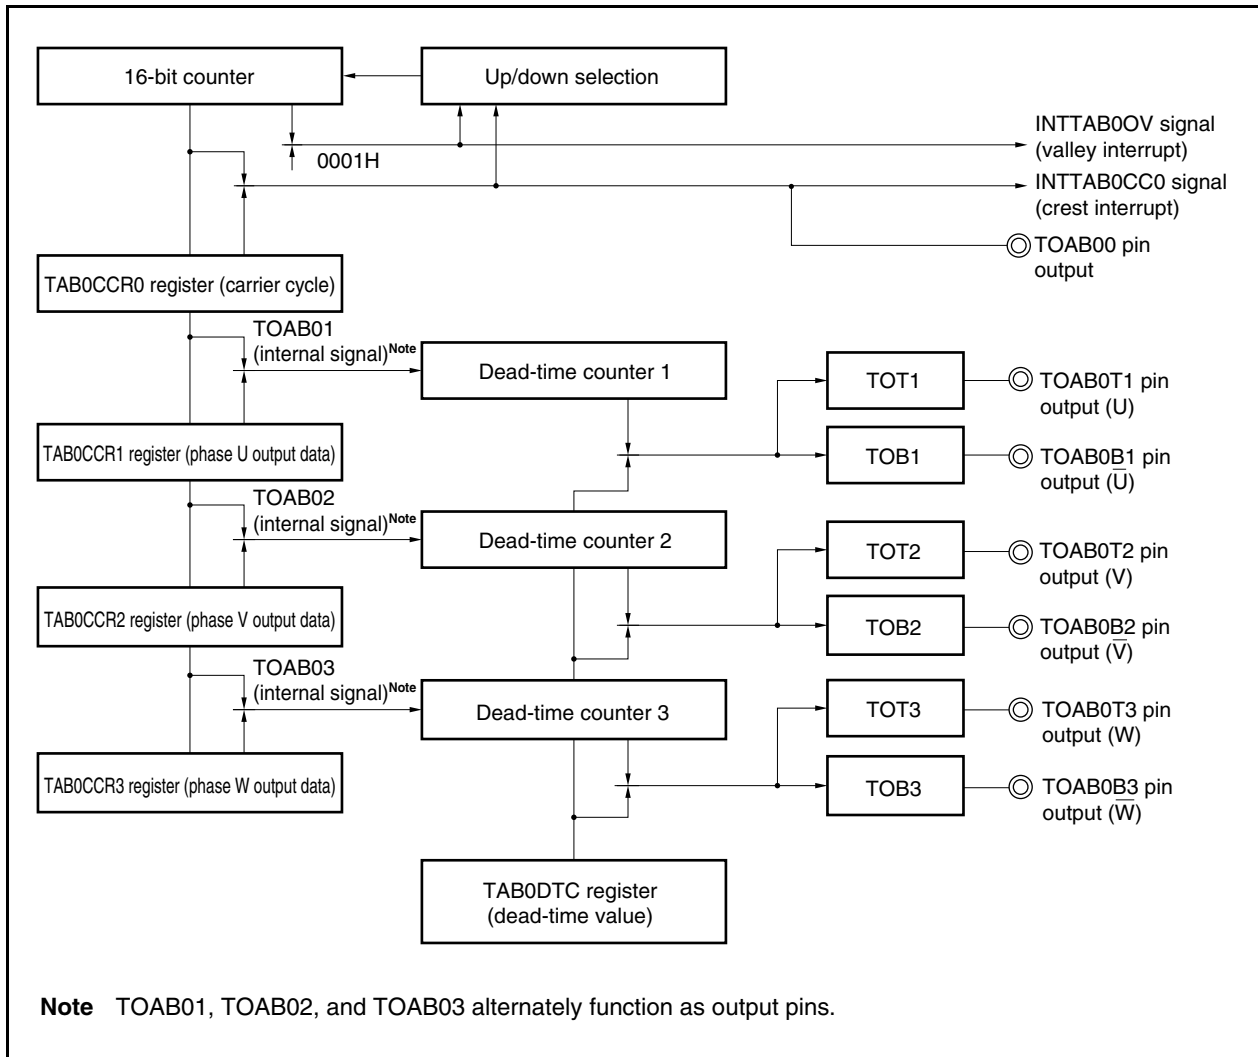 16-bit counter
Up/down selection
0001H
INTTAB0OV signal
(valley interrupt)
INTTAB0CC0 signal
(crest interrupt)
TOAB00 pin
output
TAB0CCR0 register (carrier cycle)
TOAB01
(internal signal)Note
Dead-time counter 1
TOT1
TOAB0T1 pin
output (U)
TAB0CCR1 register (phase U output data)
TOB1
TOAB0B1 pin
output (U̅)
TOAB02
(internal signal)Note
Dead-time counter 2
TOT2
TOAB0T2 pin
output (V)
TAB0CCR2 register (phase V output data)
TOB2
TOAB0B2 pin
output (V̅)
TOAB03
(internal signal)Note
Dead-time counter 3
TOT3
TOAB0T3 pin
output (W)
TAB0CCR3 register (phase W output data)
TOB3
TOAB0B3 pin
output (W̅)
TAB0DTC register
(dead-time value)
Note TOAB01, TOAB02, and TOAB03 alternately function as output pins.